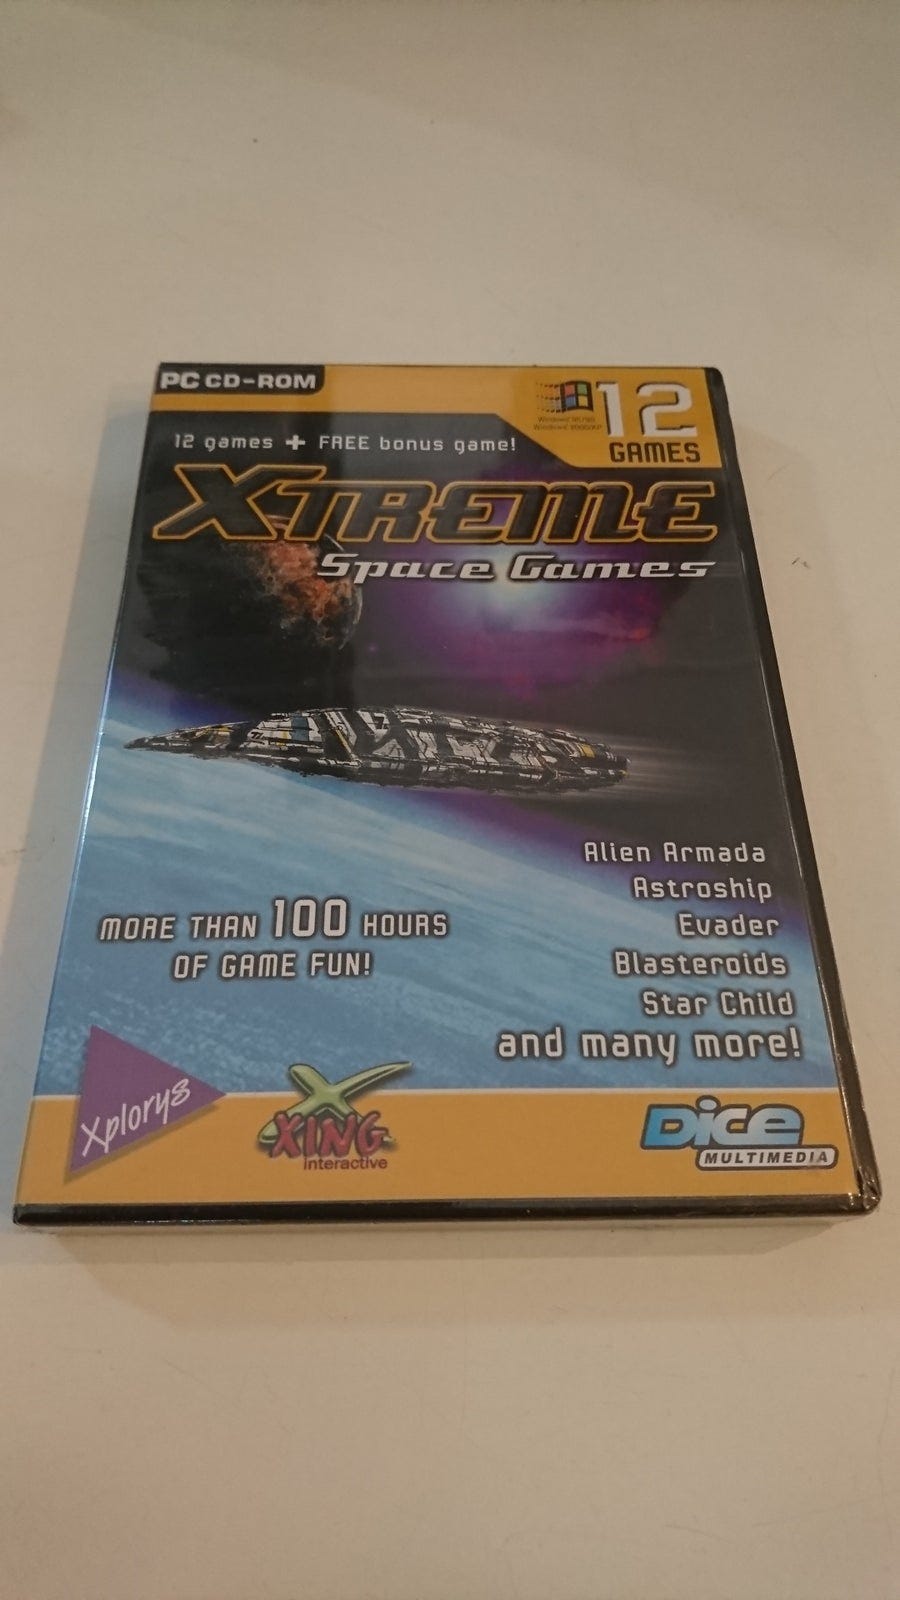 PC CD-ROM
12
GAMES
12 games + FREE bonus game!
XTREME
Space Games
Alien Armada
Astroship
Evader
Blasteroids
Star Child
and many more!
MORE THAN 100 HOURS
OF GAME FUN!
Xplorys
XING
interactive
Dice
MULTIMEDIA